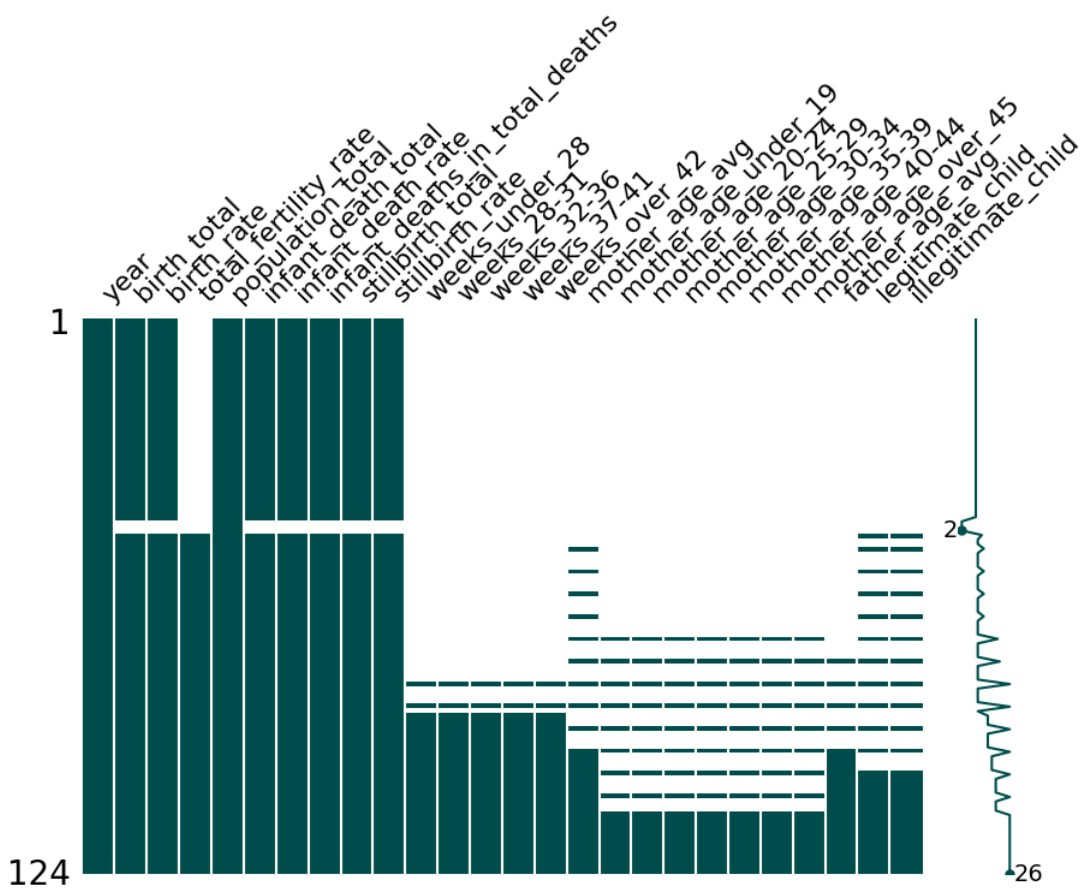 year
birth_total
birth_rate
total_fertility_rate
population_total
infant_death_total
infant_death_rate
infant_deaths_in_total_deaths
stillbirth_total
stillbirth_rate
weeks_under_28
weeks_28-31
weeks_32-36
weeks_37-41
weeks_over_42
mother_age_avg
mother_age_under_19
mother_age_20-24
mother_age_25-29
mother_age_30-34
mother_age_35-39
mother_age_40-44
mother_age_over_45
father_age_avg
legitimate_child
illegitimate_child
1
2
124
26